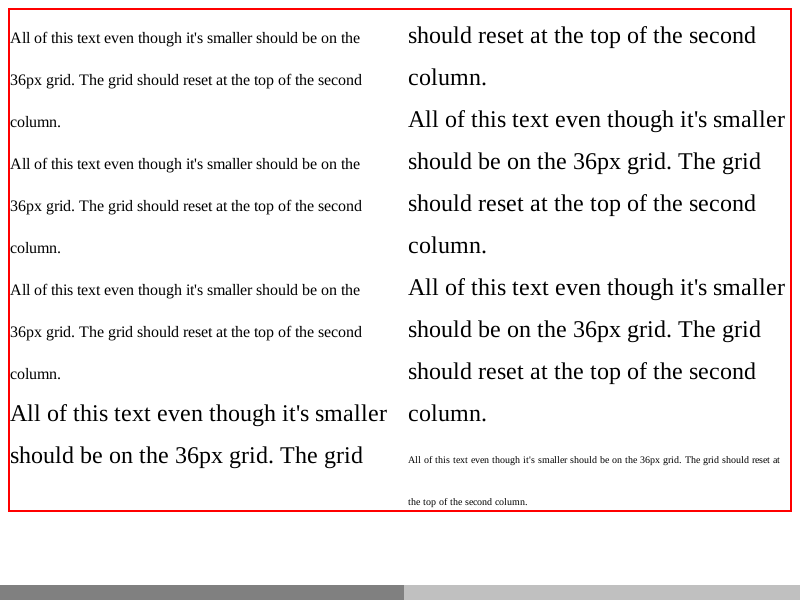 All of this text even though it's smaller should be on the
36px grid. The grid should reset at the top of the second
column.
All of this text even though it's smaller should be on the
36px grid. The grid should reset at the top of the second
column.
All of this text even though it's smaller should be on the
36px grid. The grid should reset at the top of the second
column.
All of this text even though it's smaller
should be on the 36px grid. The grid
should reset at the top of the second
column.
All of this text even though it's smaller
should be on the 36px grid. The grid
should reset at the top of the second
column.
All of this text even though it's smaller
should be on the 36px grid. The grid
should reset at the top of the second
column.
All of this text even though it's smaller should be on the 36px grid. The grid should reset at
the top of the second column.